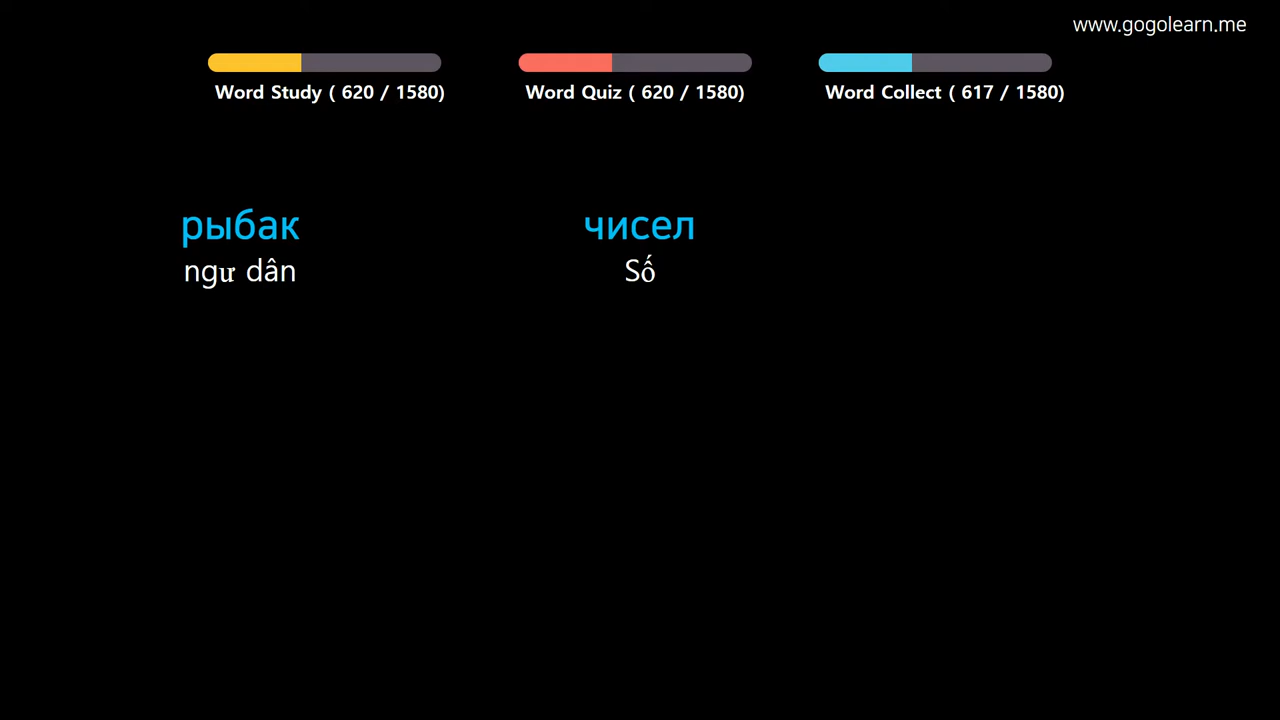 www.gogolearn.me
Word Study ( 620 / 1580)
Word Quiz ( 620 / 1580)
Word Collect ( 617 / 1580)
рыбак
ngư dân
чисел
Số